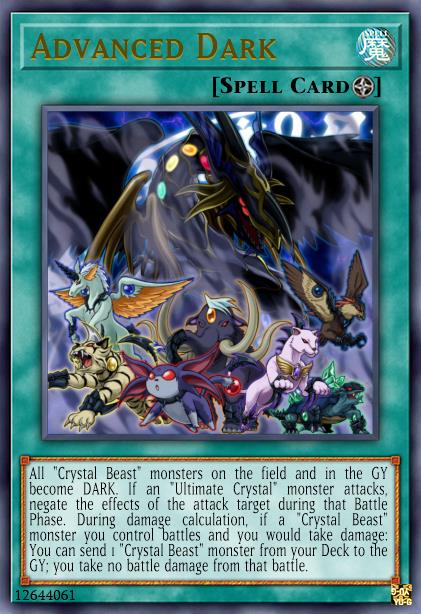 Advanced Dark
SPELL
魔
[Spell Card]
All "Crystal Beast" monsters on the field and in the GY
become DARK. If an "Ultimate Crystal" monster attacks,
negate the effects of the attack target during that Battle
Phase. During damage calculation, if a "Crystal Beast"
monster you control battles and you would take damage:
You can send 1 "Crystal Beast" monster from your Deck to the
GY; you take no battle damage from that battle.
12644061